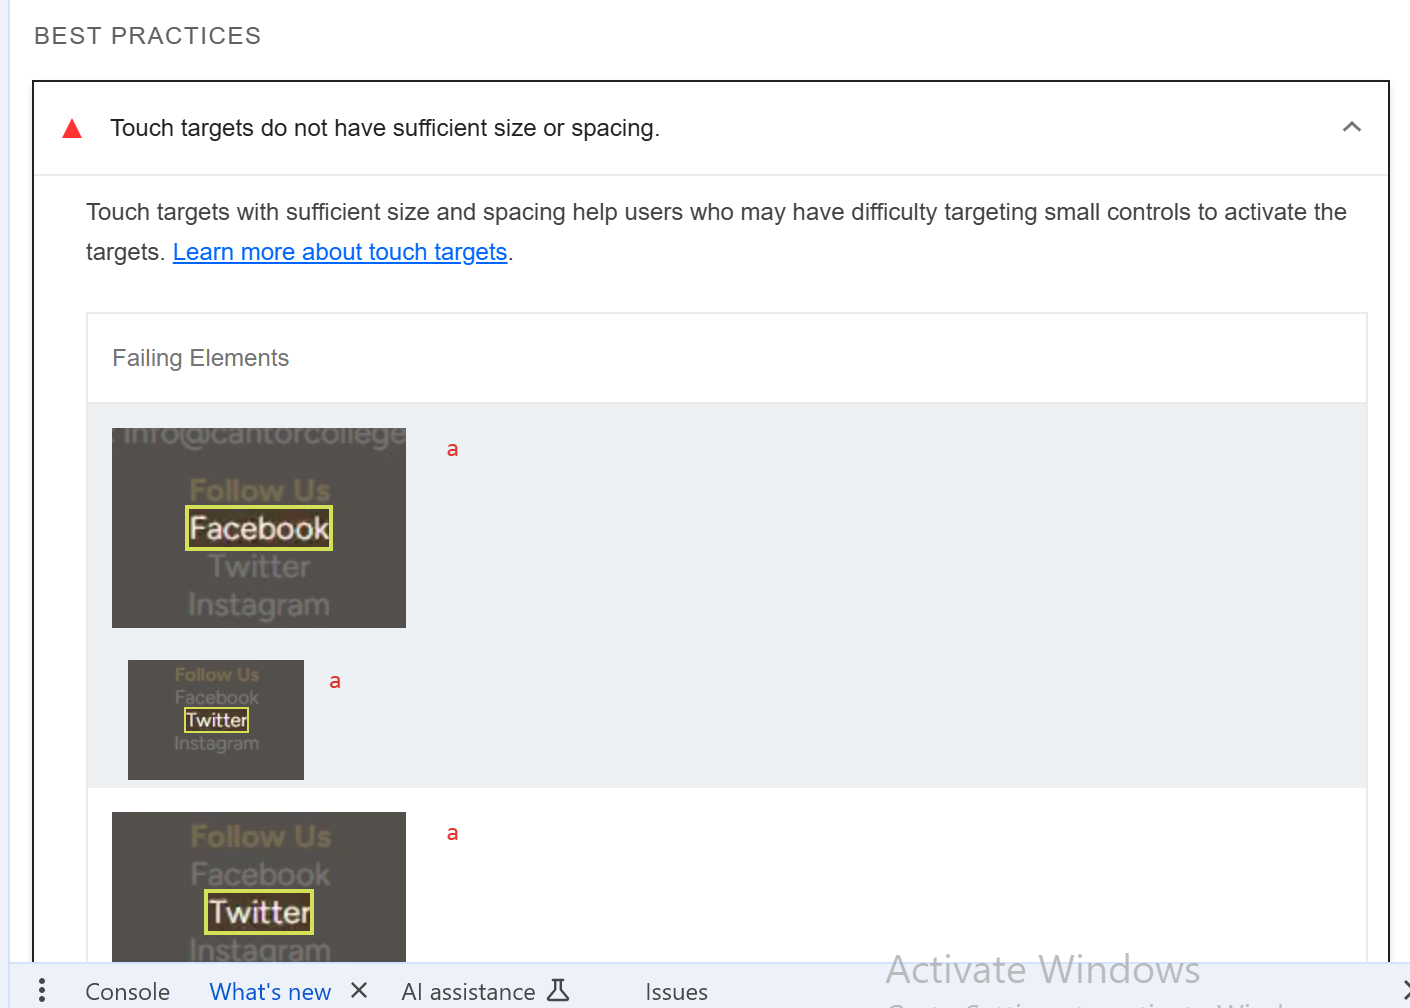 BEST PRACTICES
Touch targets do not have sufficient size or spacing.
Touch targets with sufficient size and spacing help users who may have difficulty targeting small controls to activate the
targets. Learn more about touch targets.
Failing Elements
info@cantorcollege
a
Follow Us
Facebook
Twitter
Instagram
Follow Us
a
Facebook
Twitter
Instagram
Follow Us
a
Facebook
Twitter
Instagram
Activate Windows
Console What's new AI assistance Issues